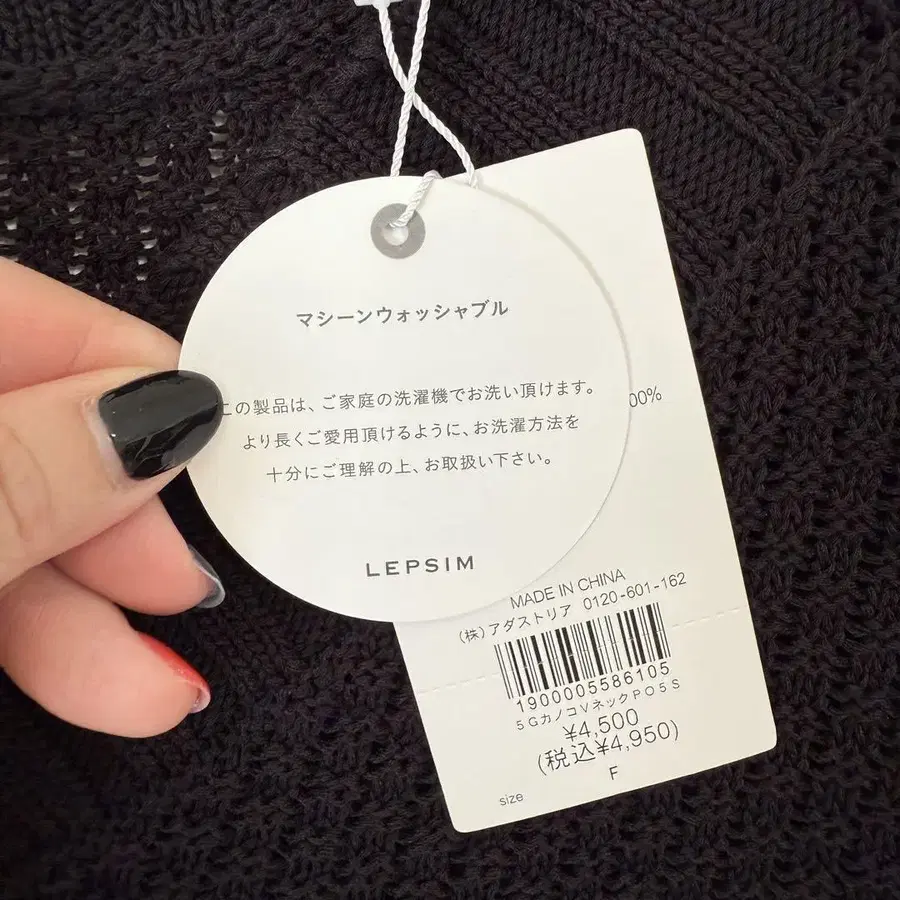 マシーンウォッシャブル
この製品は、ご家庭の洗濯機でお洗い頂けます。
より長くご愛用頂けるように、お洗濯方法を
十分にご理解の上、お取扱い下さい。
LEPSIM
00%
MADE IN CHINA
(株)アダストリア 0120-601-162
1900005586105
5GカノコVネックPO5S
¥4,500
(税込¥4,950)
F
size